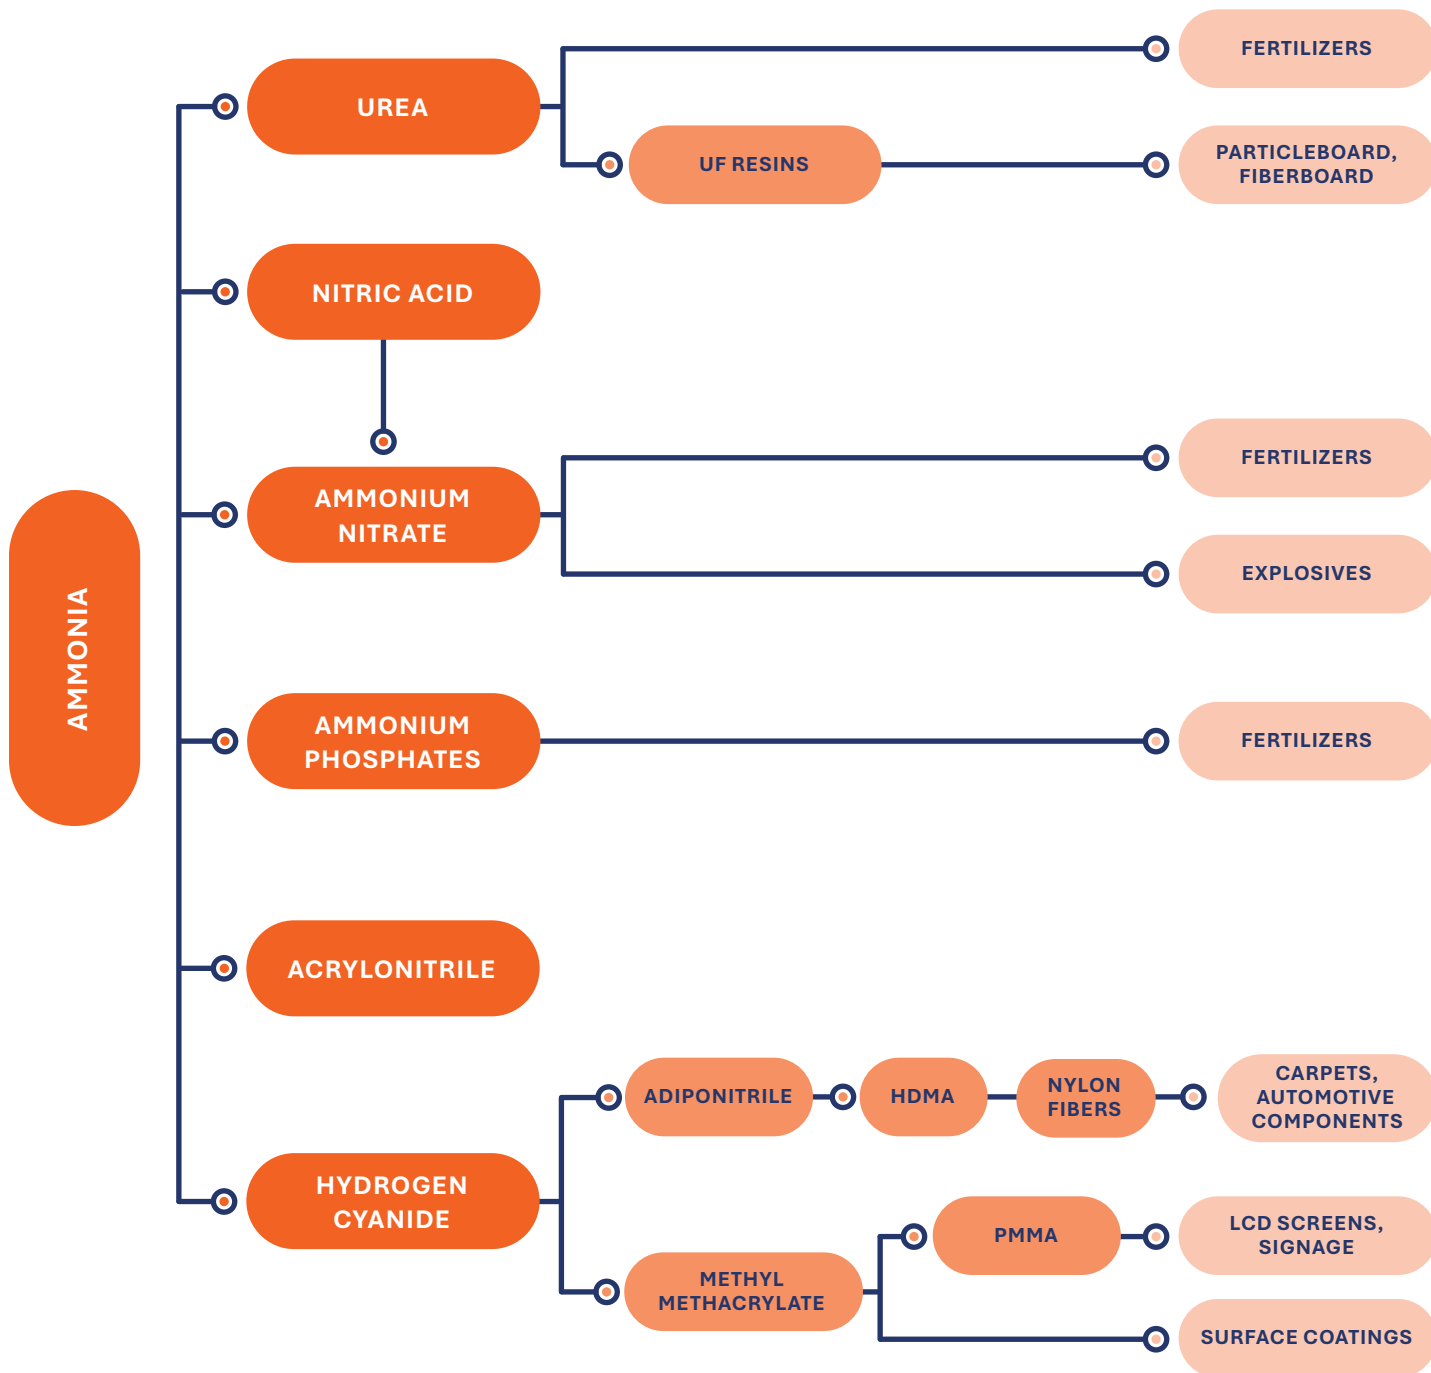 AMMONIA
UREA
FERTILIZERS
UF RESINS
PARTICLEBOARD,
FIBERBOARD
NITRIC ACID
AMMONIUM
NITRATE
FERTILIZERS
EXPLOSIVES
AMMONIUM
PHOSPHATES
FERTILIZERS
ACRYLONITRILE
HYDROGEN
CYANIDE
ADIPONITRILE
HDMA
NYLON
FIBERS
CARPETS,
AUTOMOTIVE
COMPONENTS
METHYL
METHACRYLATE
PMMA
LCD SCREENS,
SIGNAGE
SURFACE COATINGS